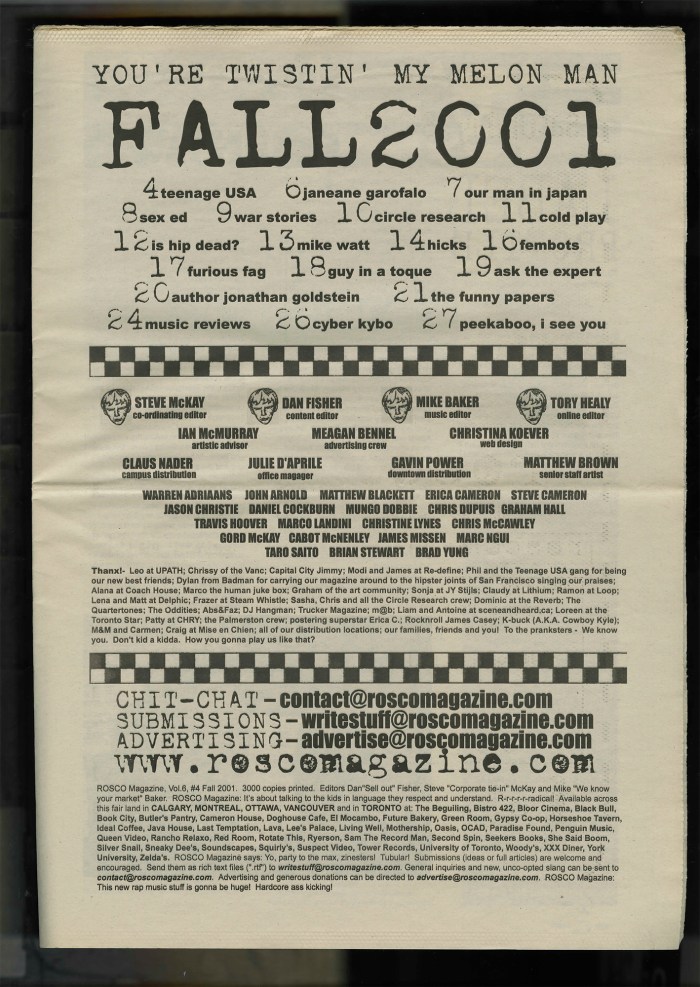 YOU'RE TWISTIN' MY MELON MAN
FALL2001
4 teenage USA 6 janeane garofalo 7 our man in japan
8 sex ed 9 war stories 10 circle research 11 cold play
12 is hip dead? 13 mike watt 14 hicks 16 fembots
17 furious fag 18 guy in a toque 19 ask the expert
20 author jonathan goldstein 21 the funny papers
24 music reviews 26 cyber kybo 27 peekaboo, i see you
STEVE McKAY DAN FISHER MIKE BAKER TORY HEALY
co-ordinating editor content editor music editor online editor
IAN McMURRAY MEAGAN BENNEL CHRISTINA KOEVER
artistic advisor advertising crew web design
CLAUS NADER JULIE D'APRILE GAVIN POWER MATTHEW BROWN
campus distribution office magager downtown distribution senior staff artist
WARREN ADRIAANS JOHN ARNOLD MATTHEW BLACKETT ERICA CAMERON STEVE CAMERON
JASON CHRISTIE DANIEL COCKBURN MUNGO DOBBIE CHRIS DUPUIS GRAHAM HALL
TRAVIS HOOVER MARCO LANDINI CHRISTINE LYNES CHRIS McCAWLEY
GORD McKAY CABOT McNENLEY JAMES MISSEN MARC NGUI
TARO SAITO BRIAN STEWART BRAD YUNG
Thanx!- Leo at UPATH; Chrissy of the Vanc; Capital City Jimmy; Modi and James at Re-define; Phil and the Teenage USA gang for being
our new best friends; Dylan from Badman for carrying our magazine around to the hipster joints of San Francisco singing our praises;
Alana at Coach House; Marco the human juke box; Graham of the art community; Sonja at JY Stijls; Claudy at Lithium; Ramon at Loop;
Lena and Matt at Delphic; Frazer at Steam Whistle; Sasha, Chris and all the Circle Research crew; Dominic at the Reverb; The
Quartertones; The Oddities; Abs&Faz; DJ Hangman; Trucker Magazine; m@b; Liam and Antoine at sceneandheard,ca; Loreen at the
Toronto Star; Patty at CHRY; the Palmerston crew; postering superstar Erica C.; Rocknroll James Casey; K-buck (A.K.A. Cowboy Kyle);
M&M and Carmen; Craig at Mise en Chien; all of our distribution locations; our families, friends and you! To the pranksters - We know
you. Don't kid a kidda. How you gonna play us like that?
CHIT-CHAT-contact@roscomagazine.com
SUBMISSIONS-writestuff@roscomagazine.com
ADVERTISING-advertise@roscomagazine.com
www.roscomagazine.com
ROSCO Magazine, Vol.6, #4 Fall 2001. 3000 copies printed. Editors Dan"Sell out" Fisher, Steve "Corporate tie-in" McKay and Mike "We know
your market" Baker. ROSCO Magazine: It's about talking to the kids in language they respect and understand. R-r-r-r-radical! Available across
this fair land in CALGARY, MONTREAL, OTTAWA, VANCOUVER and in TORONTO at: The Beguiling, Bistro 422, Bloor Cinema, Black Bull,
Book City, Butler's Pantry, Cameron House, Doghouse Cafe, El Mocambo, Future Bakery, Green Room, Gypsy Co-op, Horseshoe Tavern,
Ideal Coffee, Java House, Last Temptation, Lava, Lee's Palace, Living Well, Mothership, Oasis, OCAD, Paradise Found, Penguin Music,
Queen Video, Rancho Relaxo, Red Room, Rotate This, Ryerson, Sam The Record Man, Second Spin, Seekers Books, She Said Boom,
Silver Snail, Sneaky Dee's, Soundscapes, Squirly's, Suspect Video, Tower Records, University of Toronto, Woody's, XXX Diner, York
University, Zelda's. ROSCO Magazine says: Yo, party to the max, zinesters! Tubular! Submissions (ideas or full articles) are welcome and
encouraged. Send them as rich text files (".rtf") to writestuff@roscomagazine.com. General inquiries and new, unco-opted slang can be sent to
contact@roscomagazine.com. Advertising and generous donations can be directed to advertise@roscomagazine.com. ROSCO Magazine:
This new rap music stuff is gonna be huge! Hardcore ass kicking!